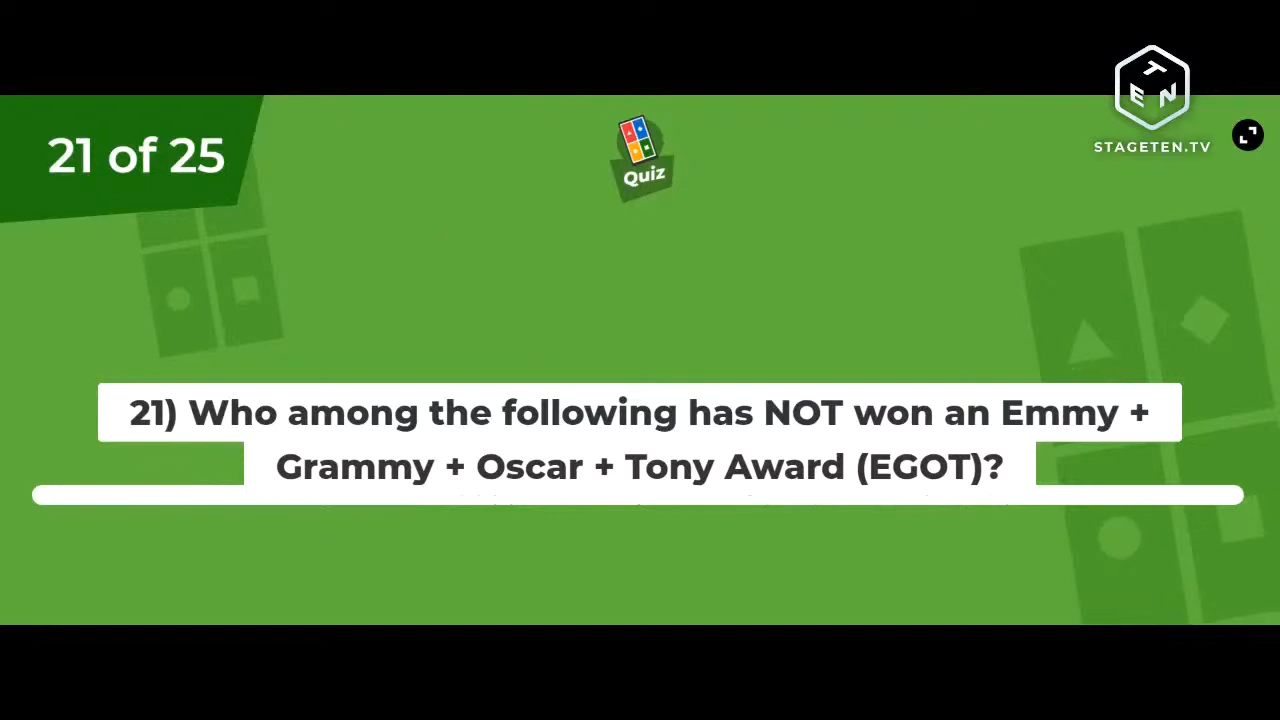 TEN
STAGETEN.TV
21 of 25
Quiz
21) Who among the following has NOT won an Emmy +
Grammy + Oscar + Tony Award (EGOT)?